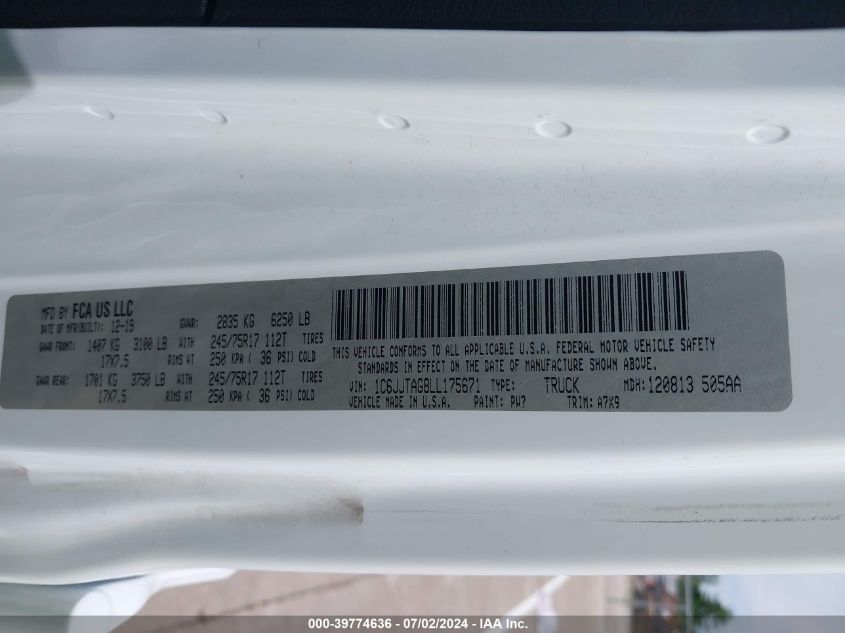 MFD BY FCA US LLC
DATE OF MFR(BUILT): 12-19 GVWR: 2835 KG 6250 LB
GAWR FRONT: 1407 KG 3100 LB WITH 245/75R17 112T TIRES
17X7.5 RIMS AT 250 KPA ( 36 PSI) COLD
GAWR REAR: 1701 KG 3750 LB WITH 245/75R17 112T TIRES
17X7.5 RIMS AT 250 KPA ( 36 PSI) COLD
THIS VEHICLE CONFORMS TO ALL APPLICABLE U.S.A. FEDERAL MOTOR VEHICLE SAFETY
STANDARDS IN EFFECT ON THE DATE OF MANUFACTURE SHOWN ABOVE.
VIN: 1C6JJTAG8LL175671 TYPE: TRUCK MDH: 120813 505AA
VEHICLE MADE IN U.S.A. PAINT: PW7 TRIM: A7X9
000-39774636 - 07/02/2024 - IAA Inc.